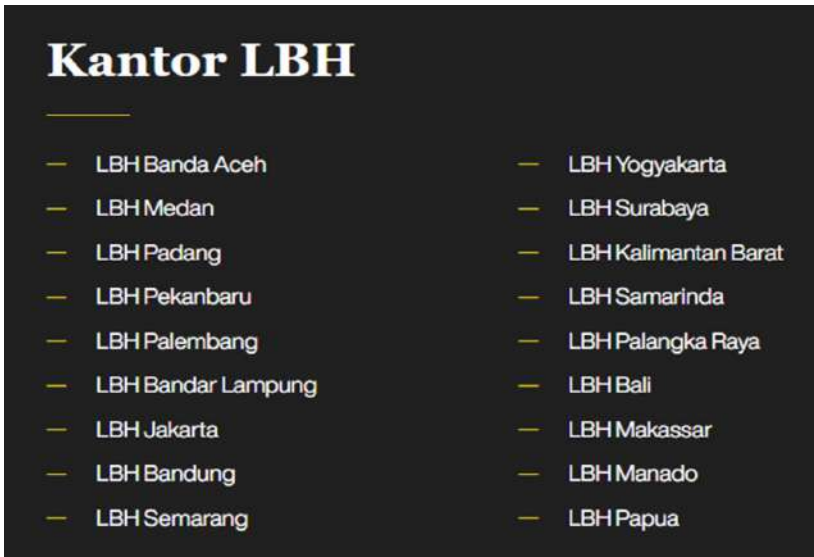 Kantor LBH
— LBH Banda Aceh
— LBH Medan
— LBH Padang
— LBH Pekanbaru
— LBH Palembang
— LBH Bandar Lampung
— LBH Jakarta
— LBH Bandung
— LBH Semarang
— LBH Yogyakarta
— LBH Surabaya
— LBH Kalimantan Barat
— LBH Samarinda
— LBH Palangka Raya
— LBH Bali
— LBH Makassar
— LBH Manado
— LBH Papua